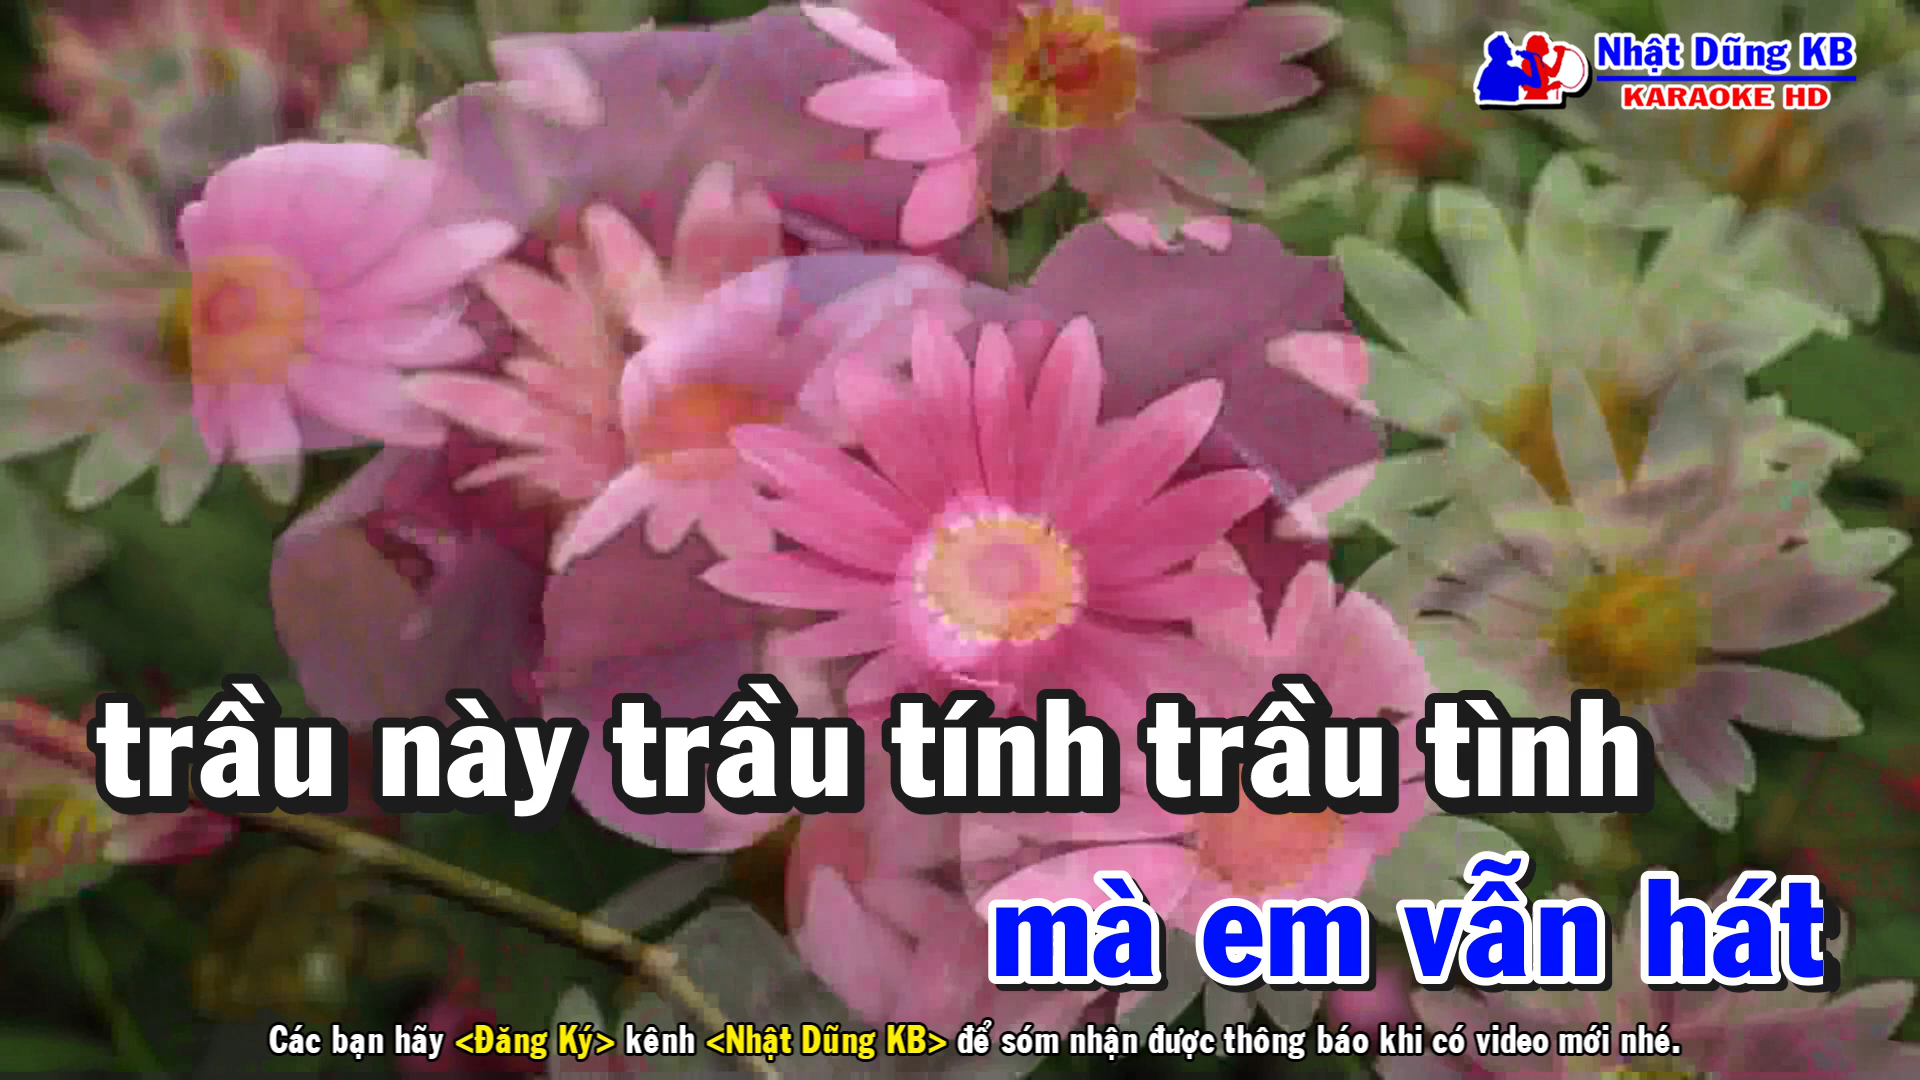 Nhật Dũng KB
KARAOKE HD
trầu này trầu tính trầu tình
mà em vẫn hát
Các bạn hãy <Đăng Ký> kênh <Nhật Dũng KB> để sóm nhận được thông báo khi có video mới nhé.